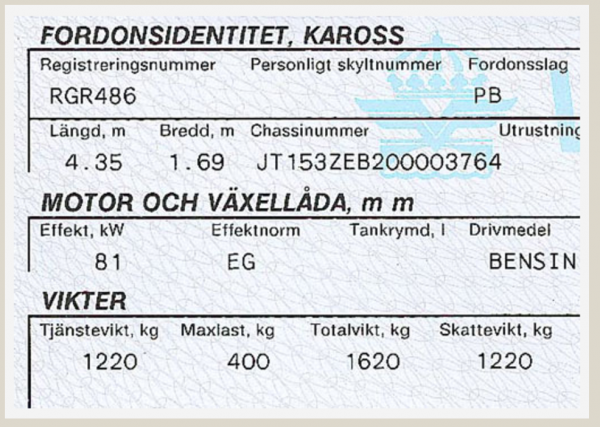 FORDONSIDENTITET, KAROSS
Registreringsnummer Personligt skyltnummer Fordonsslag
RGR486 PB
Längd, m Bredd, m Chassinummer Utrustning
4.35 1.69 JT153ZEB200003764
MOTOR OCH VÄXELLÅDA, m m
Effekt, kW Effektnorm Tankrymd, l Drivmedel
81 EG BENSIN
VIKTER
Tjänstevikt, kg Maxlast, kg Totalvikt, kg Skattevikt, kg
1220 400 1620 1220